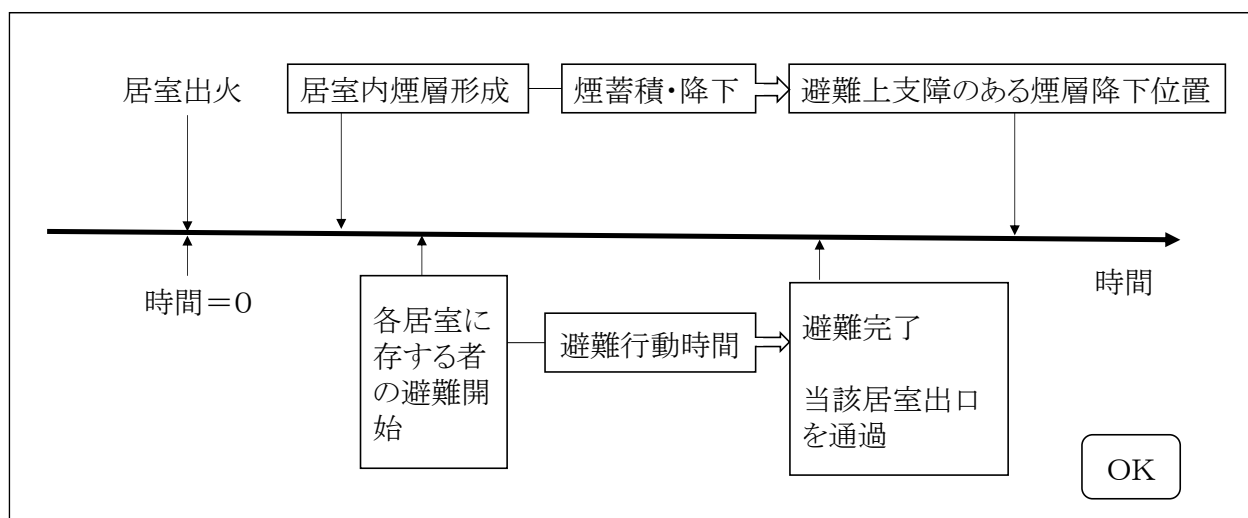 居室出火
居室内煙層形成
煙蓄積・降下
避難上支障のある煙層降下位置
時間＝0
時間
各居室に
存する者
の避難開
始
避難行動時間
避難完了
当該居室出口
を通過
OK